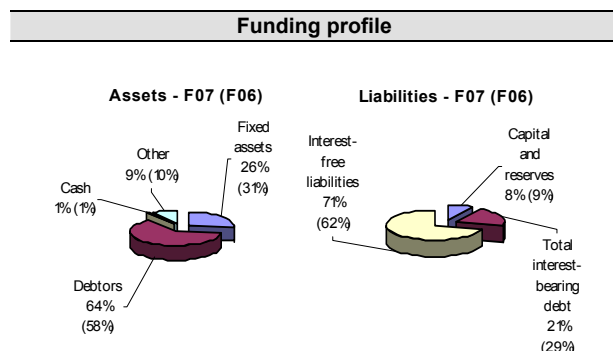 Funding profile
Assets - F07 (F06)
Fixed
assets
26%
(31%)
Other
9% (10%)
Cash
1% (1%)
Debtors
64%
(58%)
Liabilities - F07 (F06)
Interest-
free
liabilities
71%
(62%)
Capital
and
reserves
8% (9%)
Total
interest-
bearing
debt
21%
(29%)